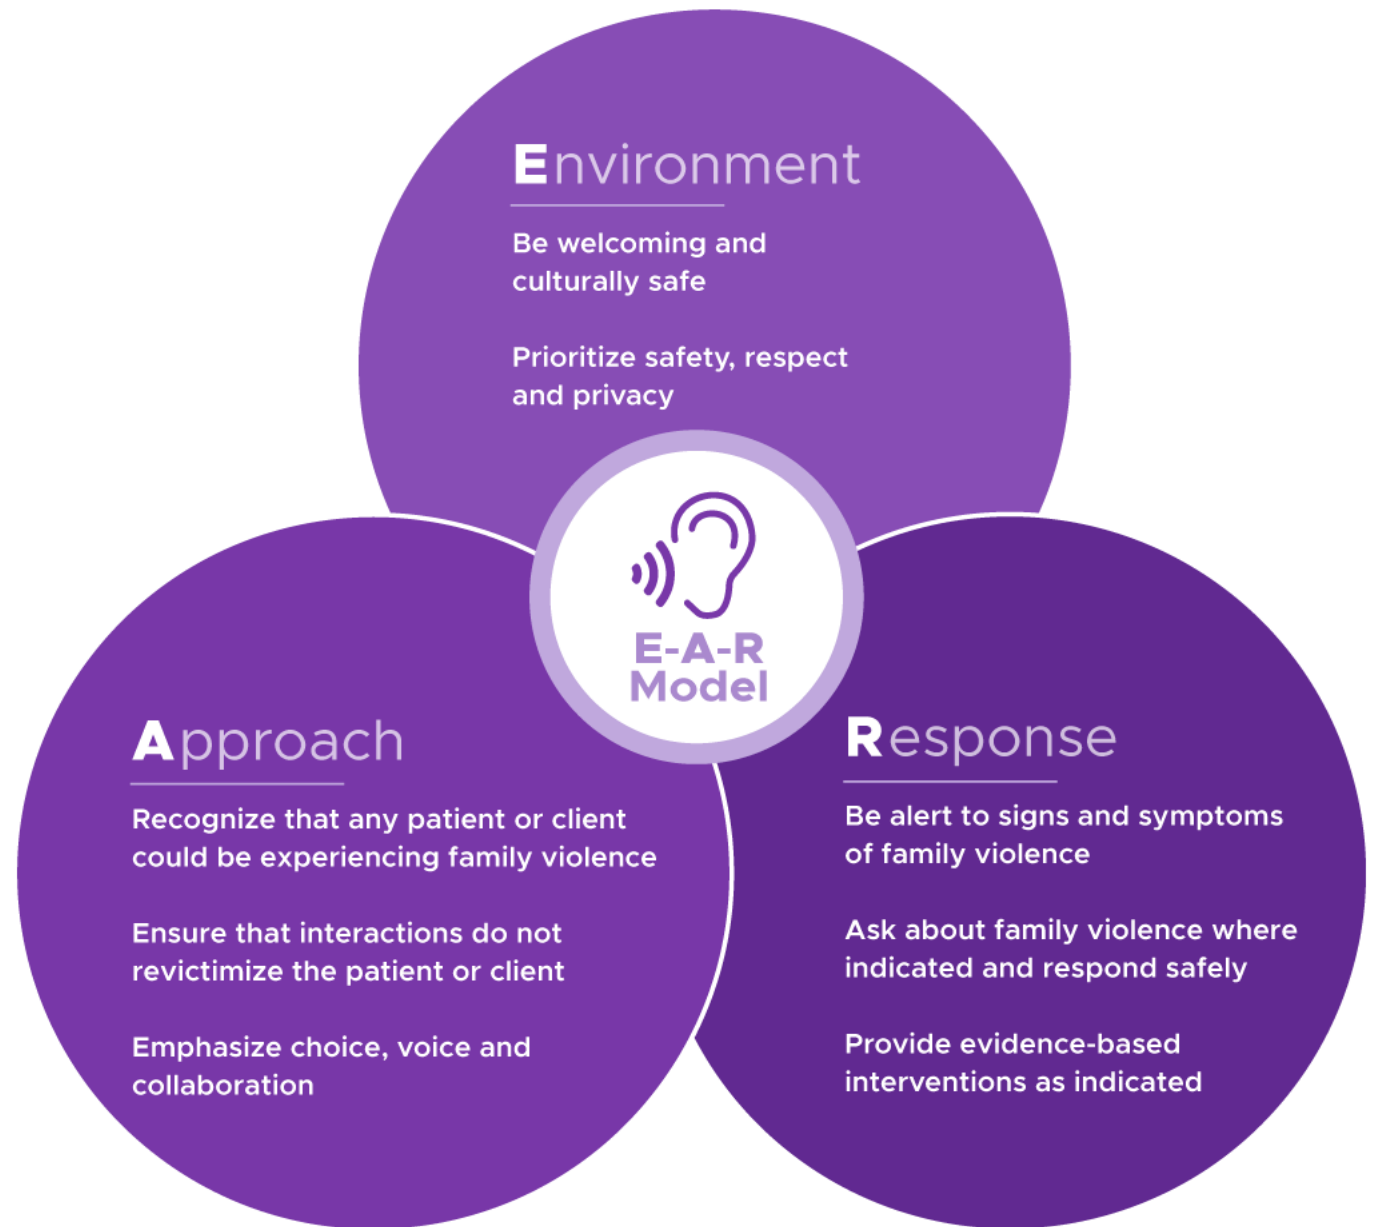 Environment
Be welcoming and
culturally safe
Prioritize safety, respect
and privacy
E-A-R
Model
Approach
Recognize that any patient or client
could be experiencing family violence
Ensure that interactions do not
revictimize the patient or client
Emphasize choice, voice and
collaboration
Response
Be alert to signs and symptoms
of family violence
Ask about family violence where
indicated and respond safely
Provide evidence-based
interventions as indicated